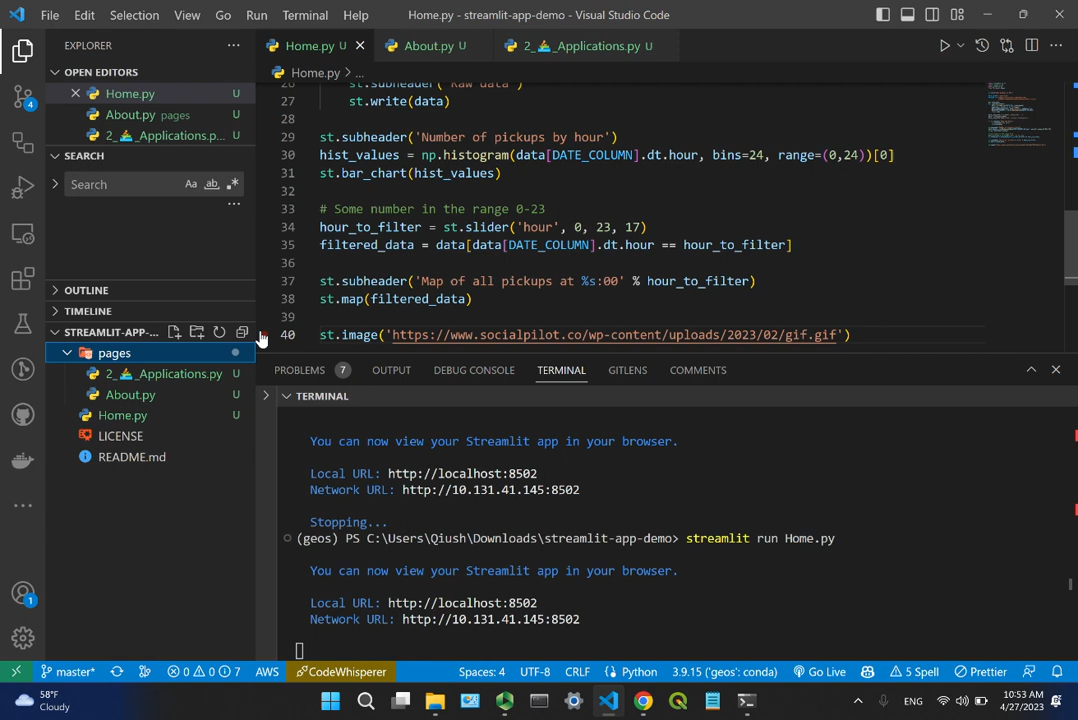 File Edit Selection View Go Run Terminal Help Home.py - streamlit-app-demo - Visual Studio Code
EXPLORER
Home.py U About.py U 2_🚣_Applications.py U
OPEN EDITORS
Home.py > ...
Home.py U
About.py pages U
2_🚣_Applications.p... U
SEARCH
Search Aa ab
26 st.subheader('Raw data')
27 st.write(data)
28
29 st.subheader('Number of pickups by hour')
30 hist_values = np.histogram(data[DATE_COLUMN].dt.hour, bins=24, range=(0,24))[0]
31 st.bar_chart(hist_values)
32
33 # Some number in the range 0-23
34 hour_to_filter = st.slider('hour', 0, 23, 17)
35 filtered_data = data[data[DATE_COLUMN].dt.hour == hour_to_filter]
36
37 st.subheader('Map of all pickups at %s:00' % hour_to_filter)
38 st.map(filtered_data)
39
40 st.image('https://www.socialpilot.co/wp-content/uploads/2023/02/gif.gif')
OUTLINE
TIMELINE
STREAMLIT-APP-...
pages
2_🚣_Applications.py U
About.py U
Home.py U
LICENSE
README.md
4
1
PROBLEMS 7 OUTPUT DEBUG CONSOLE TERMINAL GITLENS COMMENTS
TERMINAL
You can now view your Streamlit app in your browser.
Local URL: http://localhost:8502
Network URL: http://10.131.41.145:8502
Stopping...
(geos) PS C:\Users\Qiush\Downloads\streamlit-app-demo> streamlit run Home.py
You can now view your Streamlit app in your browser.
Local URL: http://localhost:8502
Network URL: http://10.131.41.145:8502
master* 0 0 7 AWS CodeWhisperer Spaces: 4 UTF-8 CRLF Python 3.9.15 ('geos': conda) Go Live 5 Spell Prettier
58°F
Cloudy
ENG
10:53 AM
4/27/2023